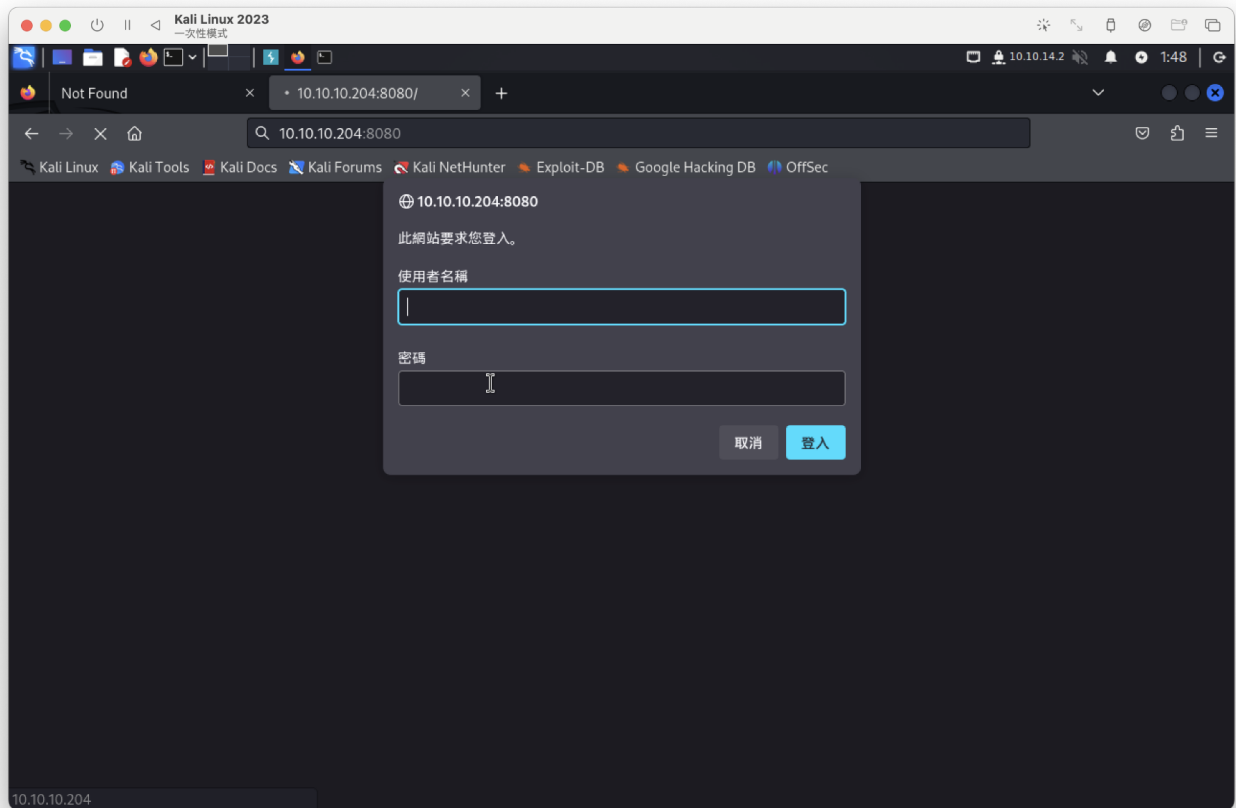 Kali Linux 2023
一次性模式
10.10.14.2 1:48
Not Found
• 10.10.10.204:8080/
10.10.10.204:8080
Kali Linux Kali Tools Kali Docs Kali Forums Kali NetHunter Exploit-DB Google Hacking DB OffSec
10.10.10.204:8080
此網站要求您登入。
使用者名稱
密碼
取消 登入
10.10.10.204